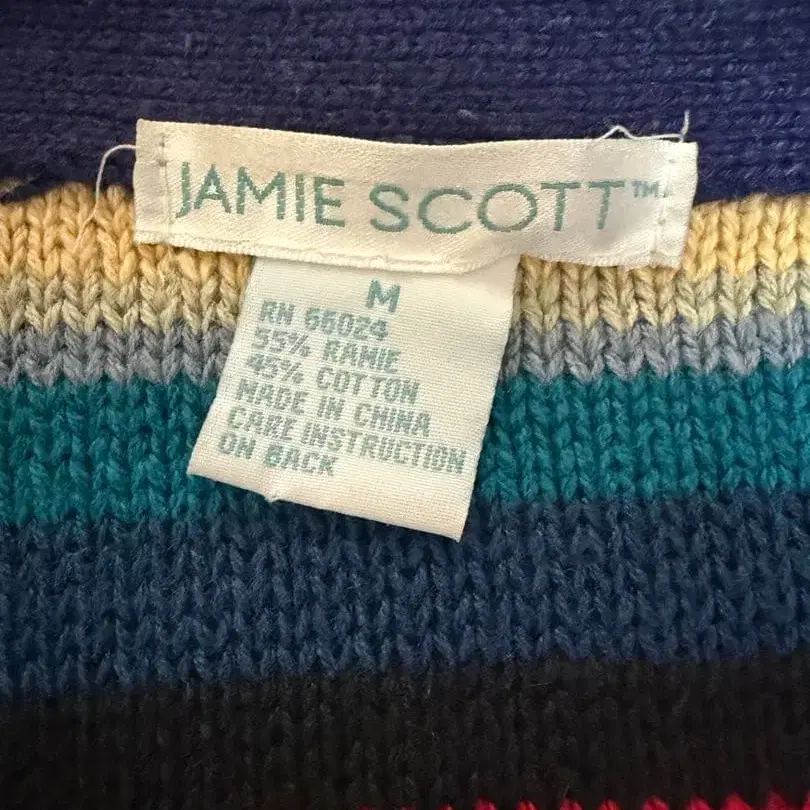 JAMIE SCOTT™
M
RN 66024
55% RAMIE
45% COTTON
MADE IN CHINA
CARE INSTRUCTION
ON BACK